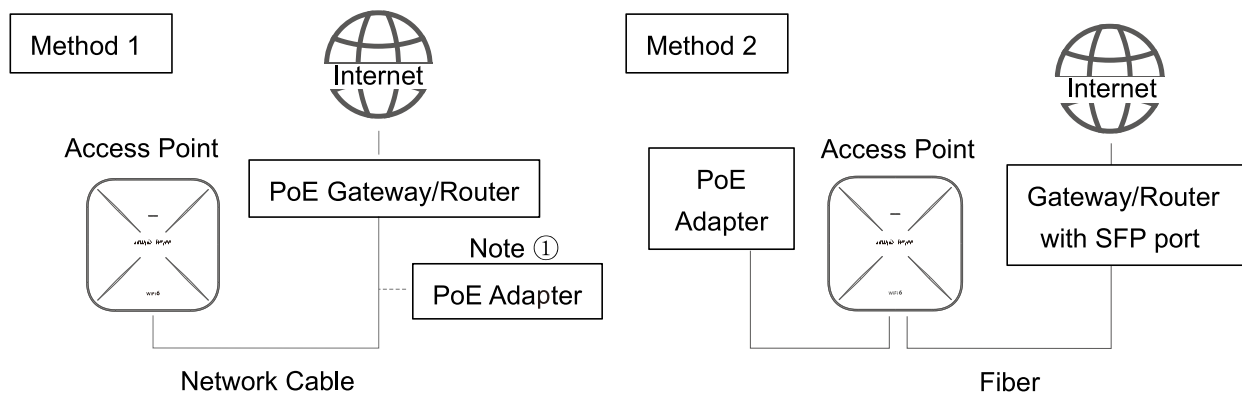 Method 1
Internet
Access Point
PoE Gateway/Router
Note ①
PoE Adapter
Network Cable
WiFi 6
Method 2
Internet
Access Point
PoE
Adapter
Gateway/Router
with SFP port
WiFi 6
Fiber